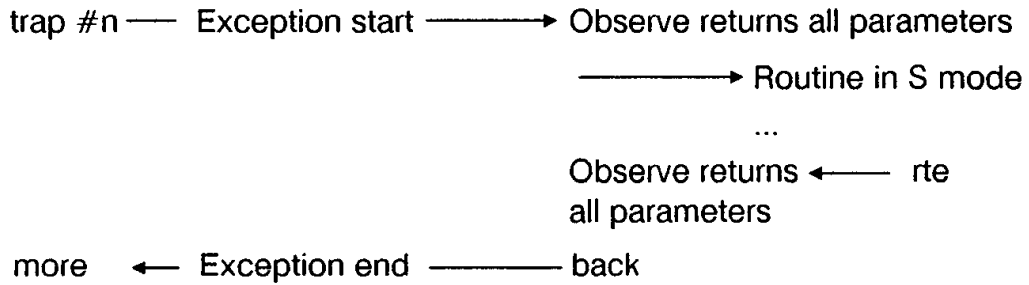 trap #n Exception start Observe returns all parameters
Routine in S mode
...
Observe returns rte
all parameters
more Exception end back